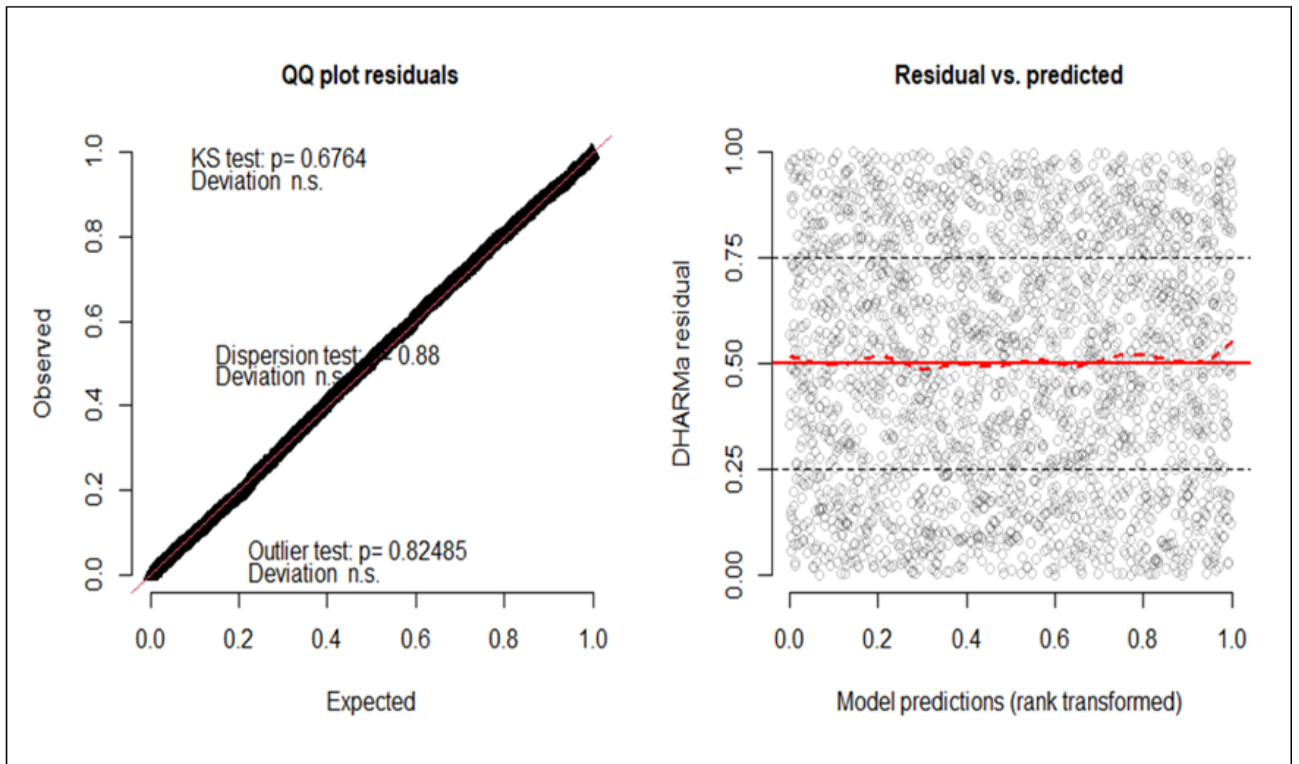 QQ plot residuals
KS test: p= 0.6764
Deviation n.s.
Dispersion test: 0.88
Deviation n.s.
Outlier test: p= 0.82485
Deviation n.s.
Observed
1.0
0.8
0.6
0.4
0.2
0.0
0.0 0.2 0.4 0.6 0.8 1.0
Expected
Residual vs. predicted
DHARMa residual
1.00
0.75
0.50
0.25
0.00
0.0 0.2 0.4 0.6 0.8 1.0
Model predictions (rank transformed)